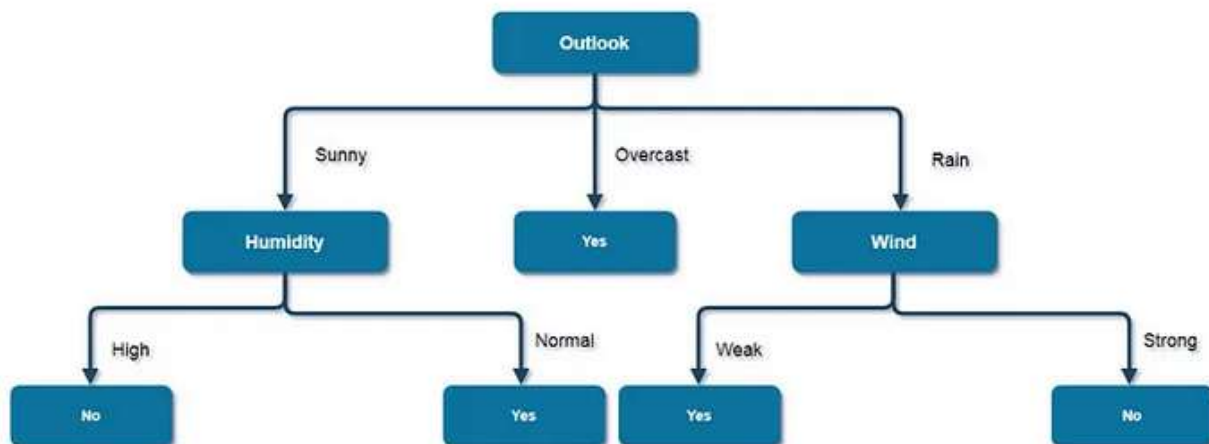 Outlook
Sunny
Overcast
Rain
Humidity
Yes
Wind
High
Normal
Weak
Strong
No
Yes
Yes
No